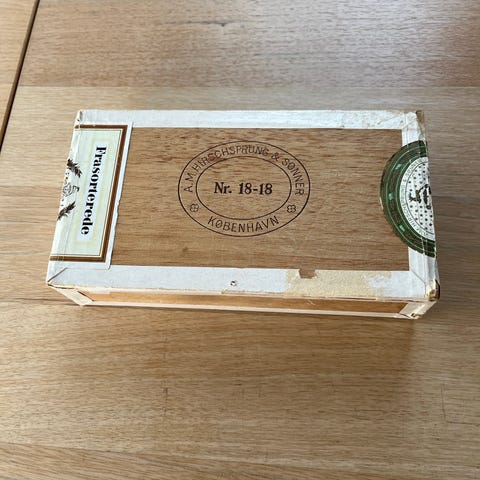 Frasorterede
A.M. HIRSCHSPRUNG & SØNNER
Nr. 18-18
KØBENHAVN